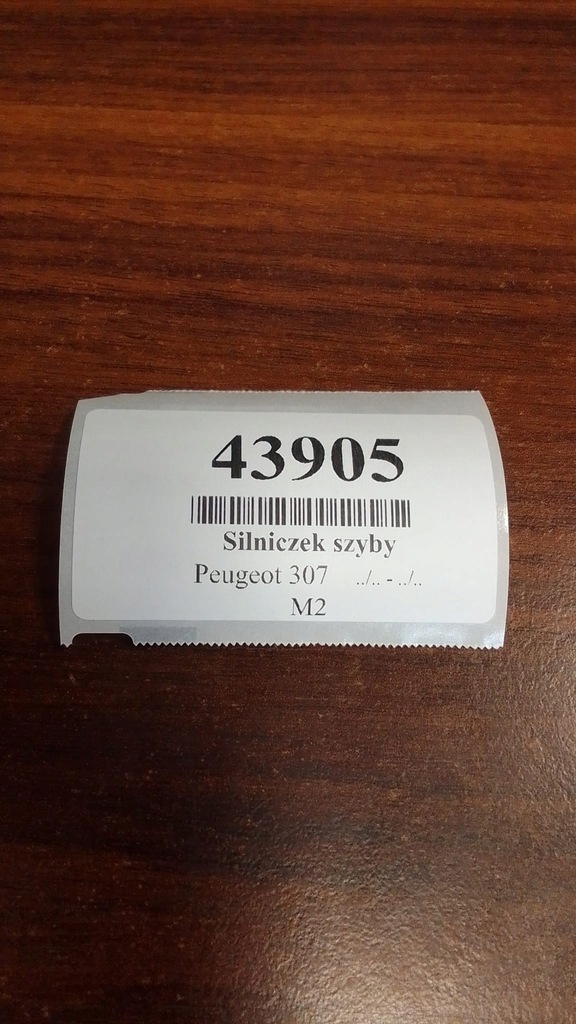 43905
Silniczek szyby
Peugeot 307 ../.. - ../..
M2